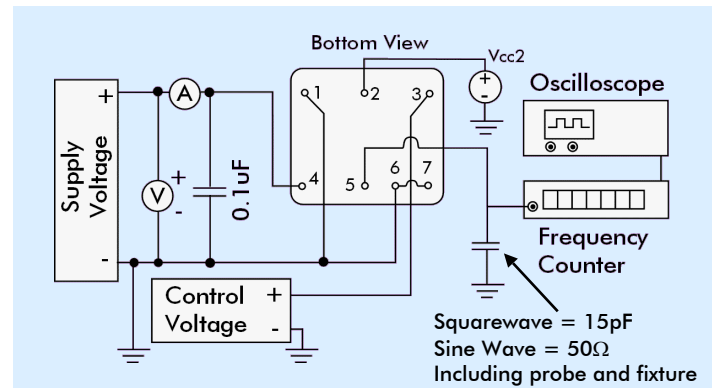 Bottom View
Vcc2
+
-
Oscilloscope
+
A
1
2
3
Supply
Voltage
V
+
-
0.1uF
4
5
6
7
-
Frequency
Counter
Control
Voltage
+
-
Squarewave = 15pF
Sine Wave = 50Ω
Including probe and fixture